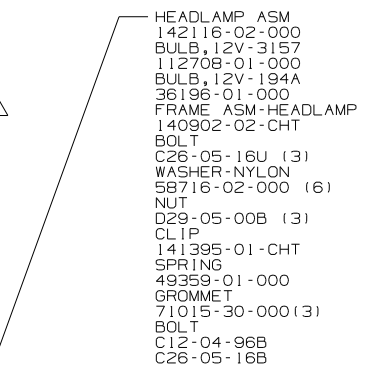 HEADLAMP ASM
142116-02-000
BULB,12V-3157
112708-01-000
BULB,12V-194A
36196-01-000
FRAME ASM-HEADLAMP
140902-02-CHT
BOLT
C26-05-16U (3)
WASHER-NYLON
58716-02-000 (6)
NUT
D29-05-00B (3)
CLIP
141395-01-CHT
SPRING
49359-01-000
GROMMET
71015-30-000(3)
BOLT
C12-04-96B
C26-05-16B